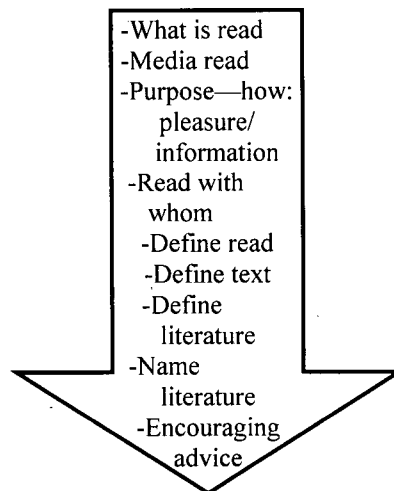 -What is read
-Media read
-Purpose—how:
pleasure/
information
-Read with
whom
-Define read
-Define text
-Define
literature
-Name
literature
-Encouraging
advice